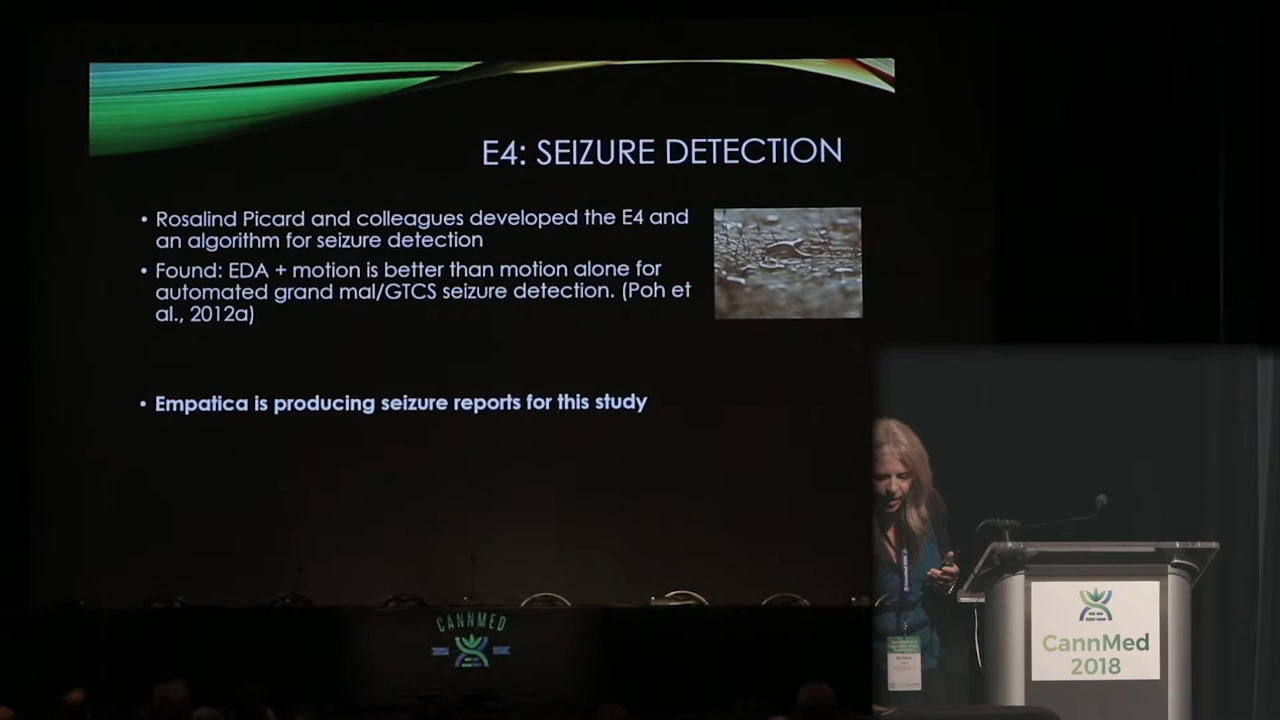 E4: SEIZURE DETECTION
• Rosalind Picard and colleagues developed the E4 and
an algorithm for seizure detection
• Found: EDA + motion is better than motion alone for
automated grand mal/GTCS seizure detection. (Poh et
al., 2012a)
• Empatica is producing seizure reports for this study
CANNMED
CannMed
2018